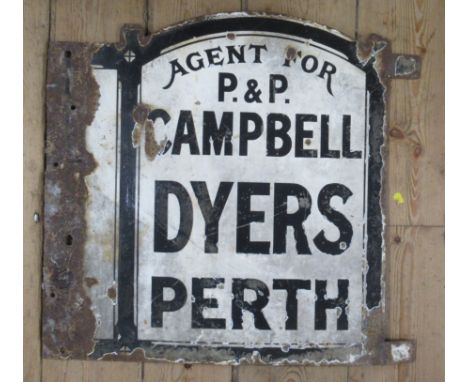 AGENT FOR
P. & P.
CAMPBELL
DYERS
PERTH